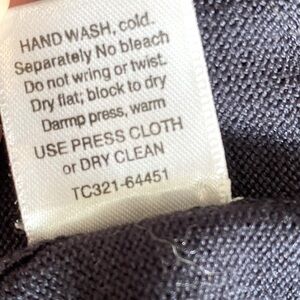 HAND WASH, cold.
Separately No bleach
Do not wring or twist.
Dry flat; block to dry
Darmp press, warm
USE PRESS CLOTH
or DRY CLEAN
TC321-64451